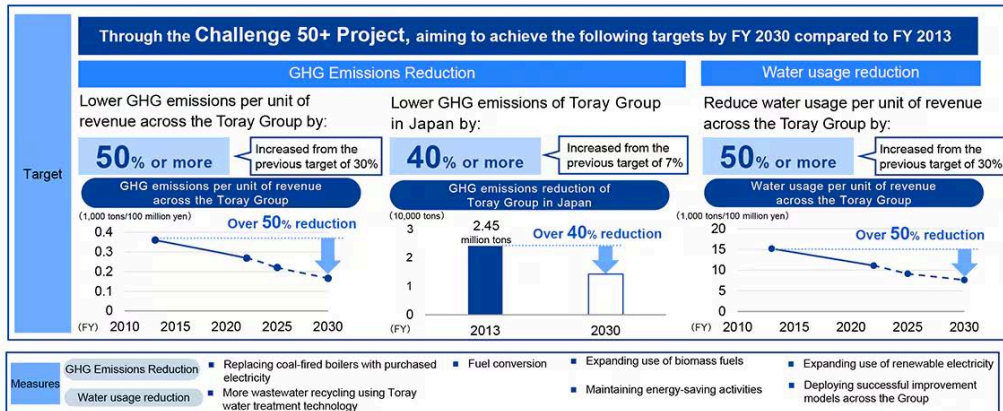 Target
Through the Challenge 50+ Project, aiming to achieve the following targets by FY 2030 compared to FY 2013
GHG Emissions Reduction
Lower GHG emissions per unit of
revenue across the Toray Group by:
50% or more
Increased from the
previous target of 30%
GHG emissions per unit of revenue
across the Toray Group
(1,000 tons/100 million yen)
Over 50% reduction
0.4
0.3
0.2
0.1
0
(FY)
2010
2015
2020
2025
2030
Lower GHG emissions of Toray Group
in Japan by:
40% or more
Increased from the
previous target of 7%
GHG emissions reduction of
Toray Group in Japan
(10,000 tons)
2.45
million tons
Over 40% reduction
3
2
1
0
(FY)
2013
2030
Water usage reduction
Reduce water usage per unit of revenue
across the Toray Group by:
50% or more
Increased from the
previous target of 30%
Water usage per unit of revenue
across the Toray Group
(1,000 tons/100 million yen)
Over 50% reduction
20
15
10
5
0
(FY)
2010
2015
2020
2025
2030
Measures
GHG Emissions Reduction
Water usage reduction
Replacing coal-fired boilers with purchased
electricity
More wastewater recycling using Toray
water treatment technology
Fuel conversion
Expanding use of biomass fuels
Maintaining energy-saving activities
Expanding use of renewable electricity
Deploying successful improvement
models across the Group